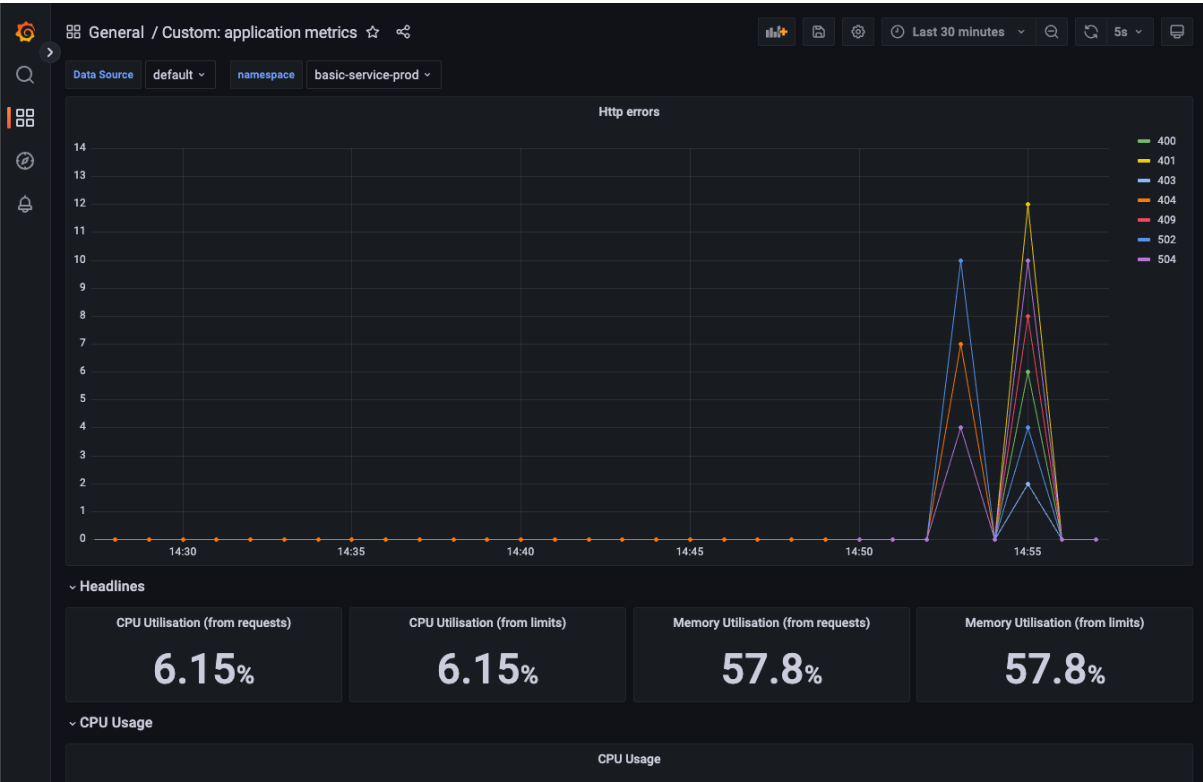 General / Custom: application metrics
Last 30 minutes
5s
Data Source default namespace basic-service-prod
Http errors
14
13
12
11
10
9
8
7
6
5
4
3
2
1
0
14:30 14:35 14:40 14:45 14:50 14:55
400
401
403
404
409
502
504
Headlines
CPU Utilisation (from requests)
6.15%
CPU Utilisation (from limits)
6.15%
Memory Utilisation (from requests)
57.8%
Memory Utilisation (from limits)
57.8%
CPU Usage
CPU Usage